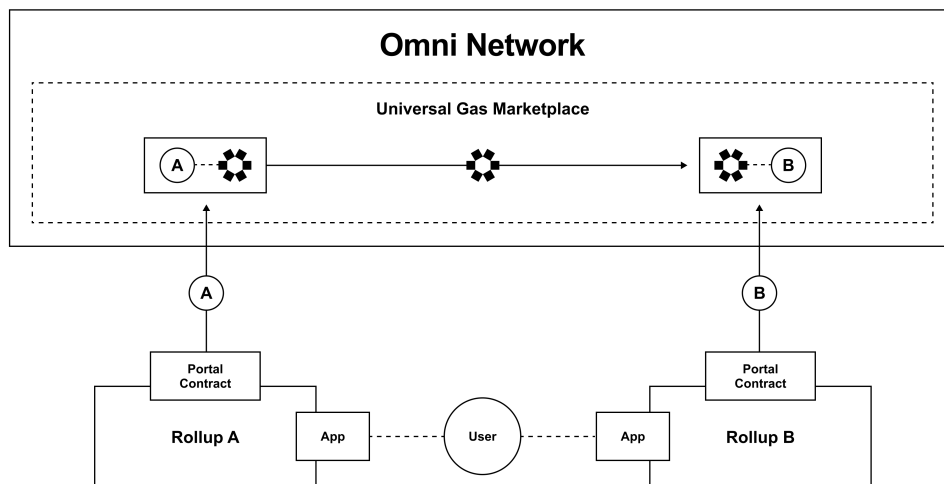 Omni Network
Universal Gas Marketplace
A
B
A
B
Portal
Contract
Portal
Contract
Rollup A
App
User
App
Rollup B